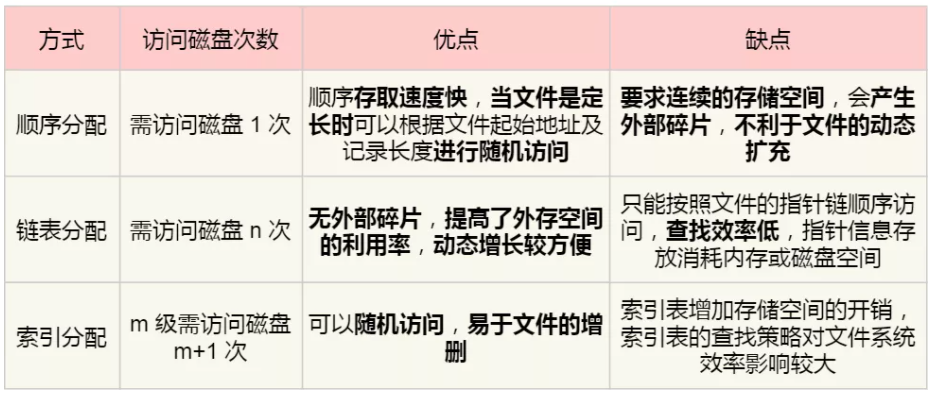 方式 访问磁盘次数 优点 缺点
顺序分配 需访问磁盘 1 次
顺序存取速度快，当文件是定
长时可以根据文件起始地址及
记录长度进行随机访问
要求连续的存储空间，会产生
外部碎片，不利于文件的动态
扩充
链表分配 需访问磁盘 n 次
无外部碎片，提高了外存空间
的利用率，动态增长较方便
只能按照文件的指针链顺序访
问，查找效率低，指针信息存
放消耗内存或磁盘空间
索引分配
m 级需访问磁盘
m+1 次
可以随机访问，易于文件的增
删
索引表增加存储空间的开销，
索引表的查找策略对文件系统
效率影响较大